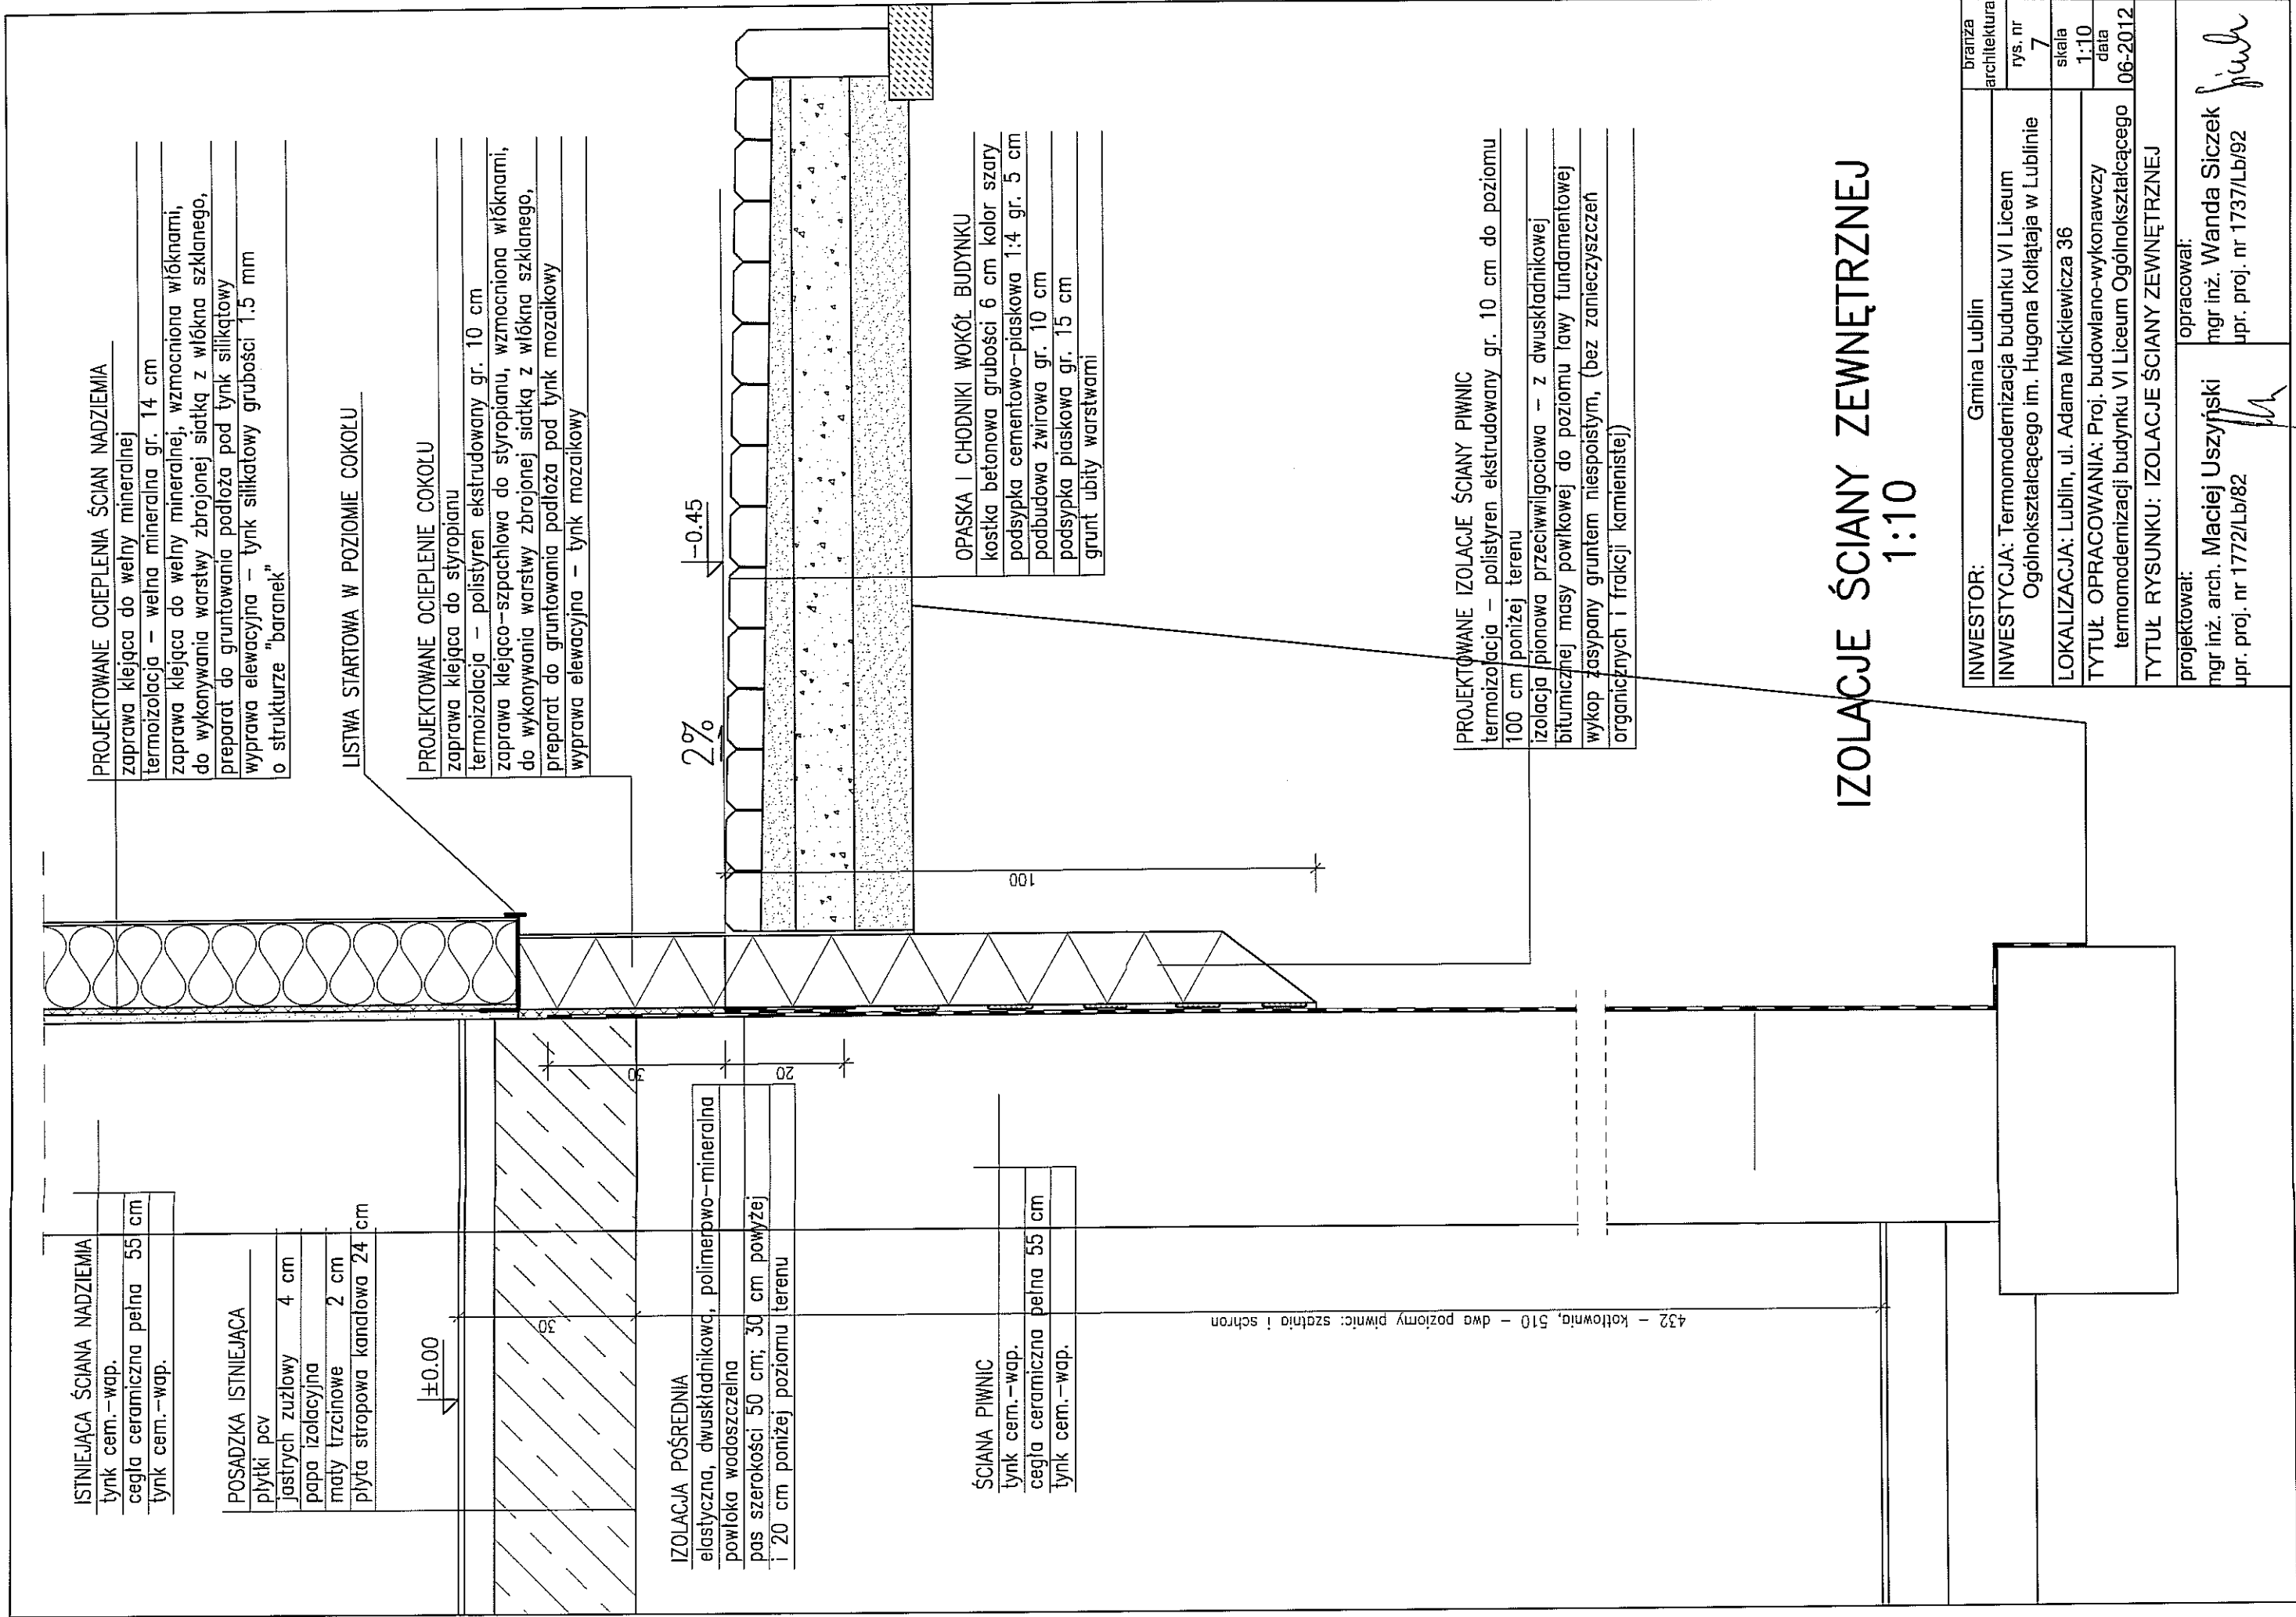 ISTNIEJĄCA ŚCIANA NADZIEMIA
tynk cem.-wap.
cegła ceramiczna pełna 55 cm
tynk cem.-wap.
POSADZKA ISTNIEJĄCA
płytki pcv
jastrych zużlowy 4 cm
papa izolacyjna
maty trzcinowe 2 cm
płyta stropowa kanałowa 24 cm
±0.00
30
IZOLACJA POŚREDNIA
elastyczna, dwuskładnikowa, polimerowo-mineralna
powłoka wodoszczelna
pas szerokości 50 cm; 30 cm powyżej
i 20 cm poniżej poziomu terenu
30
20
ŚCIANA PIWNIC
tynk cem.-wap.
cegła ceramiczna pełna 55 cm
tynk cem.-wap.
432 - kotłownia, 510 - dwa poziomy piwnic: szatnia i schron
PROJEKTOWANE OCIEPLENIA ŚCIAN NADZIEMIA
zaprawa klejąca do wełny mineralnej
termoizolacja - wełna mineralna gr. 14 cm
zaprawa klejąca do wełny mineralnej, wzmocniona włóknami,
do wykonywania warstwy zbrojonej siatką z włókna szklanego,
preparat do gruntowania podłoża pod tynk silikatowy
wyprawa elewacyjna - tynk silikatowy grubości 1.5 mm
o strukturze "baranek"
LISTWA STARTOWA W POZIOME COKOŁU
PROJEKTOWANE OCIEPLENIE COKOŁU
zaprawa klejąca do styropianu
termoizolacja - polistyren ekstrudowany gr. 10 cm
zaprawa klejąco-szpachlowa do styropianu, wzmocniona włóknami,
do wykonywania warstwy zbrojonej siatką z włókna szklanego,
preparat do gruntowania podłoża pod tynk mozaikowy
wyprawa elewacyjna - tynk mozaikowy
2%
-0.45
100
OPASKA I CHODNIKI WOKÓŁ BUDYNKU
kostka betonowa grubości 6 cm kolor szary
podsypka cementowo-piaskowa 1:4 gr. 5 cm
podbudowa żwirowa gr. 10 cm
podsypka piaskowa gr. 15 cm
grunt ubity warstwami
PROJEKTOWANE IZOLACJE ŚCIANY PIWNIC
termoizolacja - polistyren ekstrudowany gr. 10 cm do poziomu
100 cm poniżej terenu
izolacja pionowa przeciwwilgociowa - z dwuskładnikowej
bitumicznej masy powłokowej do poziomu ławy fundamentowej
wykop zasypany gruntem niespoistym, (bez zanieczyszczeń
organicznych i frakcji kamienistej)
IZOLACJE ŚCIANY ZEWNĘTRZNEJ
1:10
INWESTOR: Gmina Lublin
branża
architektura
INWESTYCJA: Termomodernizacja budunku VI Liceum
Ogólnokształcącego im. Hugona Kołłątaja w Lublinie
rys. nr
7
LOKALIZACJA: Lublin, ul. Adama Mickiewicza 36
skala
1:10
TYTUŁ OPRACOWANIA: Proj. budowlano-wykonawczy
termomodernizacji budynku VI Liceum Ogólnokształcącego
data
06-2012
TYTUŁ RYSUNKU: IZOLACJE ŚCIANY ZEWNĘTRZNEJ
projektował:
mgr inż. arch. Maciej Uszyński
upr. proj. nr 1772/Lb/82
opracował:
mgr inż. Wanda Siczek
upr. proj. nr 1737/Lb/92